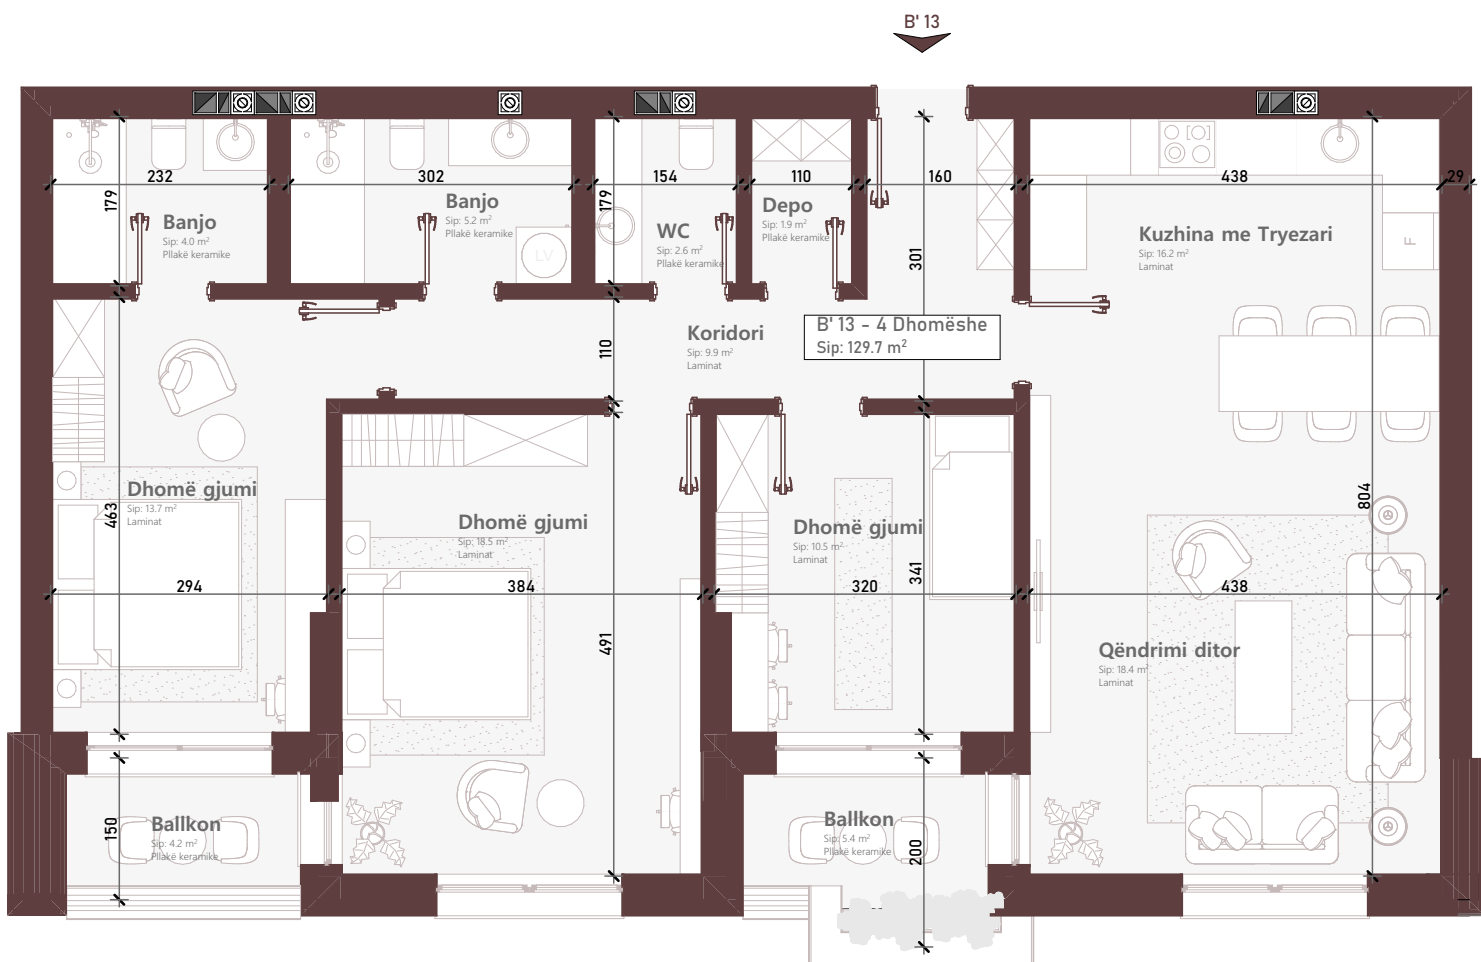 B' 13
232
302
154
110
160
438
29
179
179
301
Banjo
Sip: 4.0 m²
Pllakë keramike
Banjo
Sip: 5.2 m²
Pllakë keramike
LV
WC
Sip: 2.6 m²
Pllakë keramike
Depo
Sip: 1.9 m²
Pllakë keramike
Kuzhina me Tryezari
Sip: 16.2 m²
Laminat
F
Koridori
Sip: 9.9 m²
Laminat
110
B' 13 - 4 Dhomëshe
Sip: 129.7 m²
Dhomë gjumi
Sip: 13.7 m²
Laminat
463
Dhomë gjumi
Sip: 18.5 m²
Laminat
Dhomë gjumi
Sip: 10.5 m²
Laminat
804
341
294
384
320
438
491
Qëndrimi ditor
Sip: 18.4 m²
Laminat
Ballkon
Sip: 4.2 m²
Pllakë keramike
150
Ballkon
Sip: 5.4 m²
Pllakë keramike
200